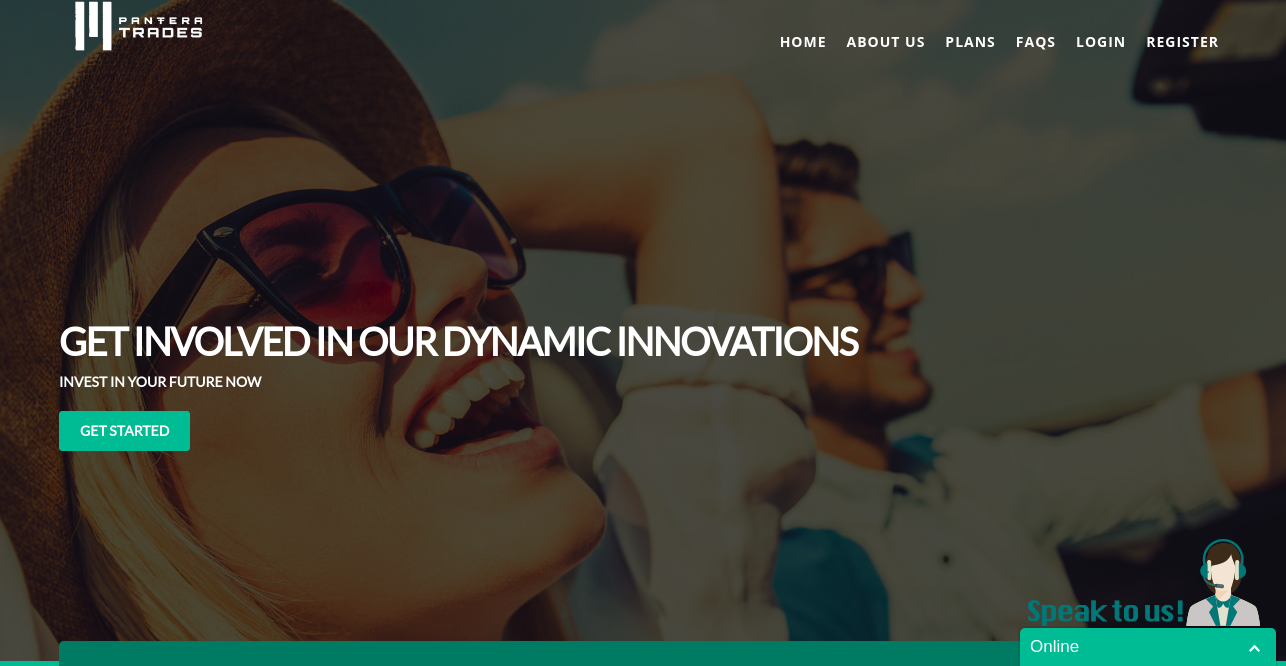 PANTERA
TRADES
HOME ABOUT US PLANS FAQS LOGIN REGISTER
GET INVOLVED IN OUR DYNAMIC INNOVATIONS
INVEST IN YOUR FUTURE NOW
GET STARTED
Speak to us!
Online